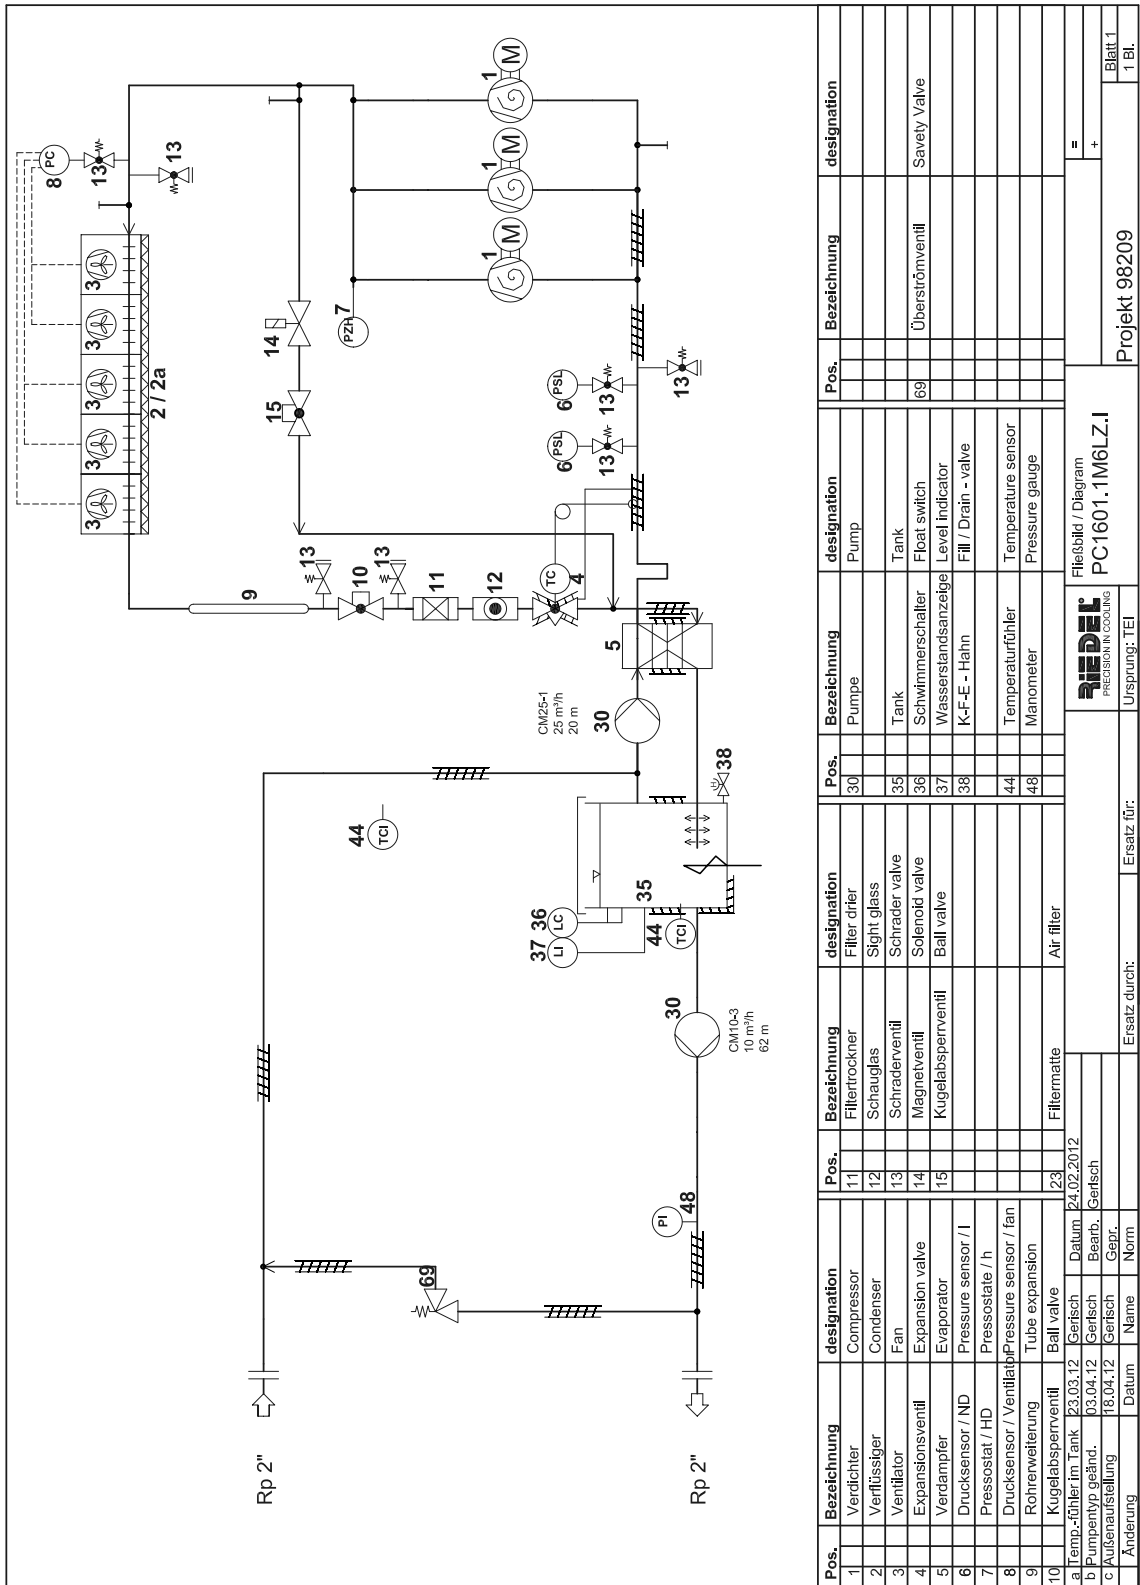 Rp 2"
Rp 2"
69
PI
48
30
CM10-3
10 m³/h
62 m
37
36
LI
LC
44
TCI
35
44
TCI
38
30
CM25-1
25 m³/h
20 m
5
9
13
10
13
11
12
TC
4
3
3
3
3
3
2 / 2a
PC
8
13
13
15
14
PZH
7
6
PSL
13
6
PSL
13
13
1
M
1
M
1
M
Pos. Bezeichnung designation
1 Verdichter Compressor
2 Verflüssiger Condenser
3 Ventilator Fan
4 Expansionsventil Expansion valve
5 Verdampfer Evaporator
6 Drucksensor / ND Pressure sensor / l
7 Pressostat / HD Pressostate / h
8 Drucksensor / Ventilator Pressure sensor / fan
9 Rohrerweiterung Tube expansion
10 Kugelabsperrventil Ball valve
Pos. Bezeichnung designation
11 Filtertrockner Filter drier
12 Schauglas Sight glass
13 Schraderventil Schrader valve
14 Magnetventil Solenoid valve
15 Kugelabsperrventil Ball valve
23 Filtermatte Air filter
Pos. Bezeichnung designation
30 Pumpe Pump
35 Tank Tank
36 Schwimmerschalter Float switch
37 Wasserstandsanzeige Level indicator
38 K-F-E - Hahn Fill / Drain - valve
44 Temperaturfühler Temperature sensor
48 Manometer Pressure gauge
Pos. Bezeichnung designation
69 Überströmventil Savety Valve
a Temp.-fühler im Tank 23.03.12 Gerisch Datum 24.02.2012
b Pumpentyp geänd. 03.04.12 Gerisch Bearb. Gerisch
c Außenaufstellung 18.04.12 Gerisch Gepr.
Änderung Datum Name Norm
Ersatz durch: Ersatz für: Ursprung: TEI
RIEDEL
PRECISION IN COOLING
Fließbild / Diagram
PC1601.1M6LZ.I
Projekt 98209
=
+
Blatt 1
1 Bl.